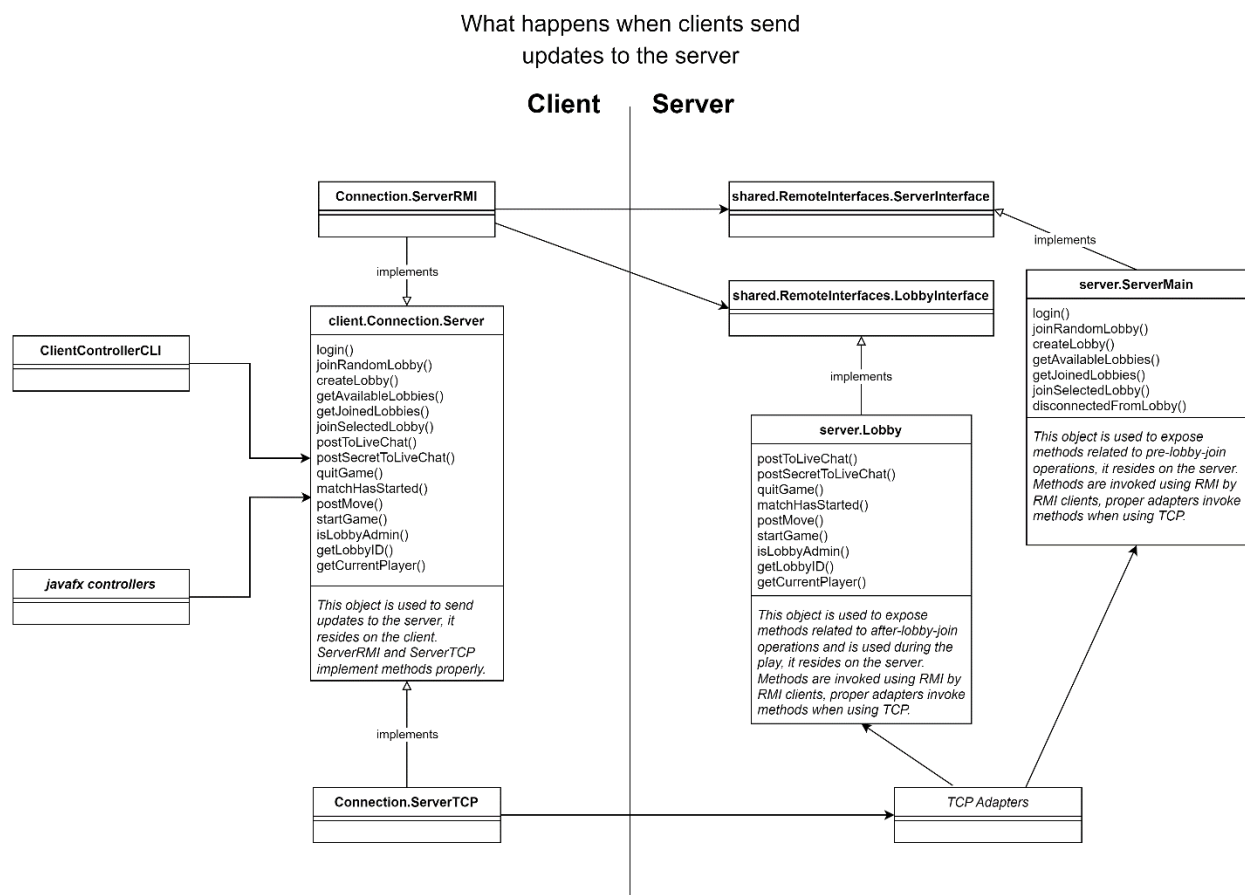 What happens when clients send
updates to the server
Client
Server
Connection.ServerRMI
shared.RemoteInterfaces.ServerInterface
implements
implements
shared.RemoteInterfaces.LobbyInterface
server.ServerMain
login()
joinRandomLobby()
createLobby()
getAvailableLobbies()
getJoinedLobbies()
joinSelectedLobby()
disconnectedFromLobby()
This object is used to expose
methods related to pre-lobby-join
operations, it resides on the server.
Methods are invoked using RMI by
RMI clients, proper adapters invoke
methods when using TCP.
client.Connection.Server
login()
joinRandomLobby()
createLobby()
getAvailableLobbies()
getJoinedLobbies()
joinSelectedLobby()
postToLiveChat()
postSecretToLiveChat()
quitGame()
matchHasStarted()
postMove()
startGame()
isLobbyAdmin()
getLobbyID()
getCurrentPlayer()
This object is used to send
updates to the server, it
resides on the client.
ServerRMI and ServerTCP
implement methods properly.
ClientControllerCLI
javafx controllers
implements
server.Lobby
postToLiveChat()
postSecretToLiveChat()
quitGame()
matchHasStarted()
postMove()
startGame()
isLobbyAdmin()
getLobbyID()
getCurrentPlayer()
This object is used to expose
methods related to after-lobby-join
operations and is used during the
play, it resides on the server.
Methods are invoked using RMI by
RMI clients, proper adapters invoke
methods when using TCP.
implements
Connection.ServerTCP
TCP Adapters